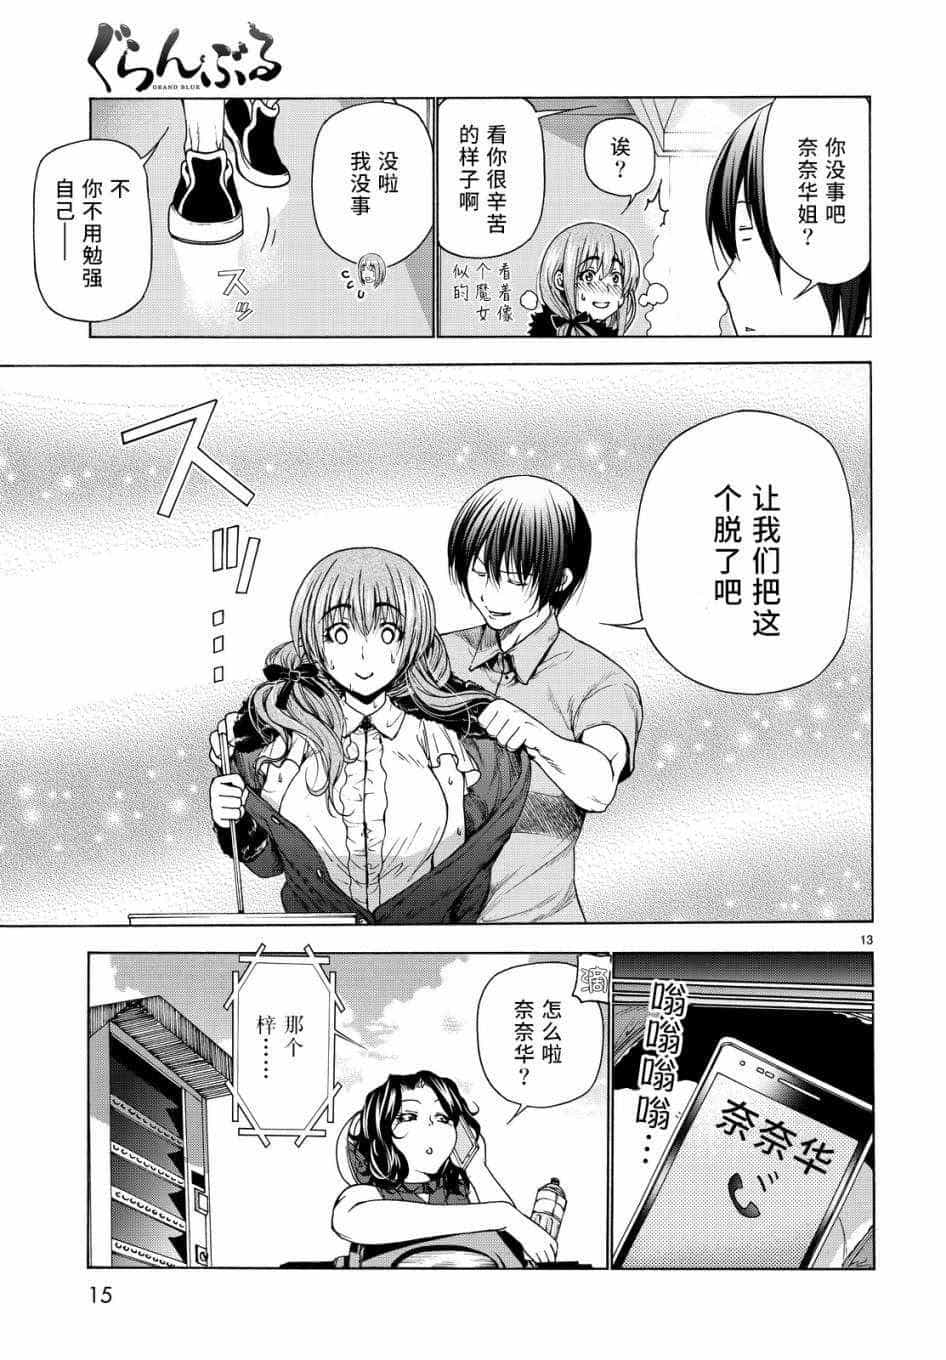 ぐらんぶる
GRAND BLUE
你没事吧
奈奈华姐？
诶？
看你很辛苦
的样子啊
看着像
个魔女
似的
没啦
我没事
不
你不用勉强
自己——
スッ
让我们把这
个脱了吧
ス…
13
嗡嗡嗡嗡…
奈奈华
滴
怎么啦
奈奈华？
那个
梓……
15